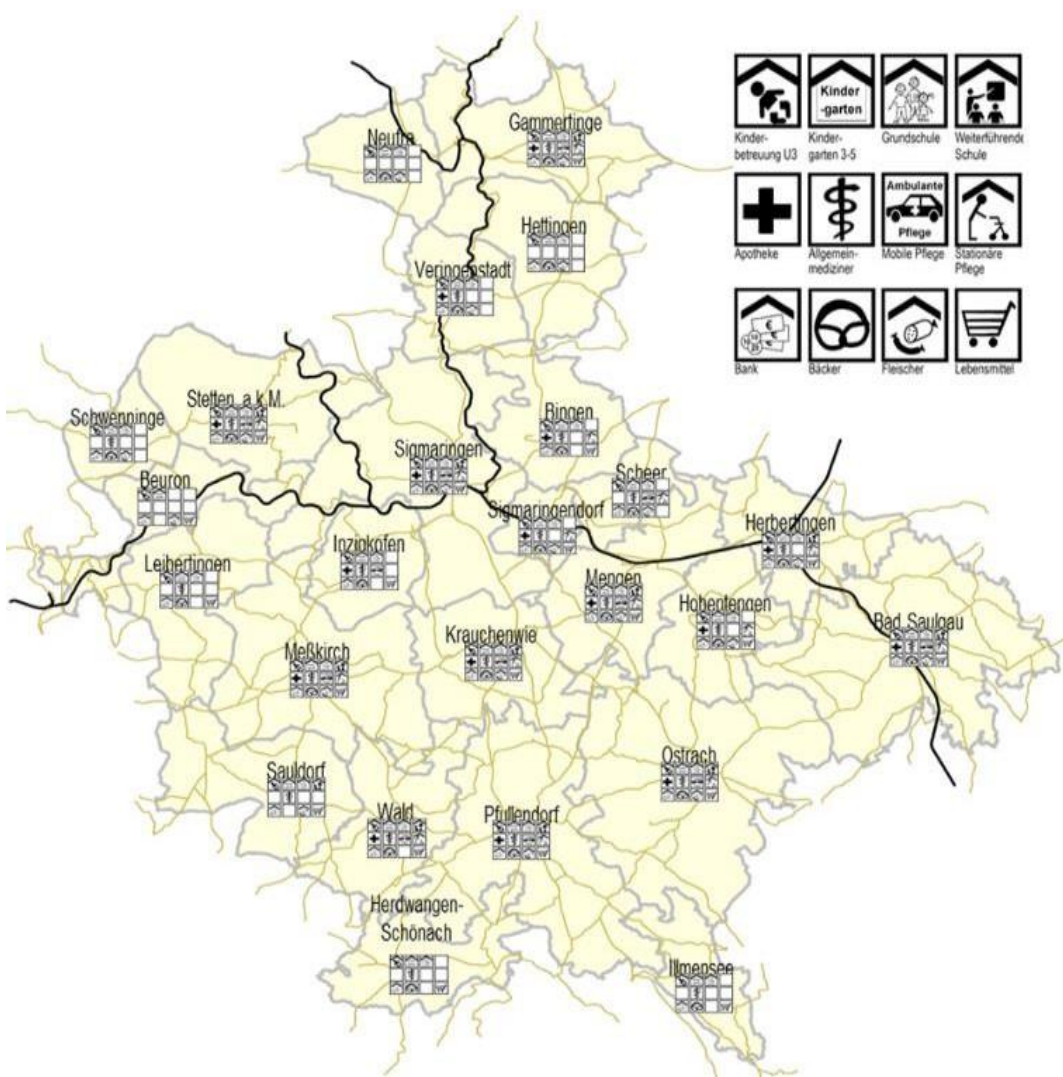 Kinder
-garten
Kinder-
betreuung U3
Kinder-
garten 3-5
Grundschule
Weiterführende
Schule
Ambulante
Pflege
Apotheke
Allgemein-
mediziner
Mobile Pflege
Stationäre
Pflege
Bank
Bäcker
Fleischer
Lebensmittel
Neufra
Gammertinge
Hettingen
Veringenstadt
Stetten a.k.M.
Schwenninge
Bingen
Sigmaringen
Scheer
Beuron
Sigmaringendorf
Herbertingen
Inzigkofen
Leibertingen
Mengen
Hohentengen
Bad Saulgau
Krauchenwie
Meßkirch
Ostrach
Sauldorf
Wald
Pfullendorf
Herdwangen-
Schönach
Illmensee